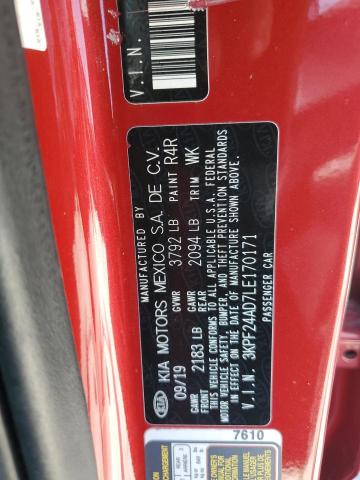 V.I.N.
KIA MOTORS MEXICO S.A. DE C.V.
09/19 GVWR 3792 LB PAINT R4R
GAWR FRONT 2183 LB GAWR REAR 2094 LB TRIM WK
THIS VEHICLE CONFORMS TO ALL APPLICABLE U.S.A. FEDERAL
MOTOR VEHICLE SAFETY, BUMPER, AND THEFT PREVENTION STANDARDS
IN EFFECT ON THE DATE OF MANUFACTURE SHOWN ABOVE.
V.I.N. 3KPF24AD7LE170171
PASSENGER CAR
7610
REAR
ARRIÈRE